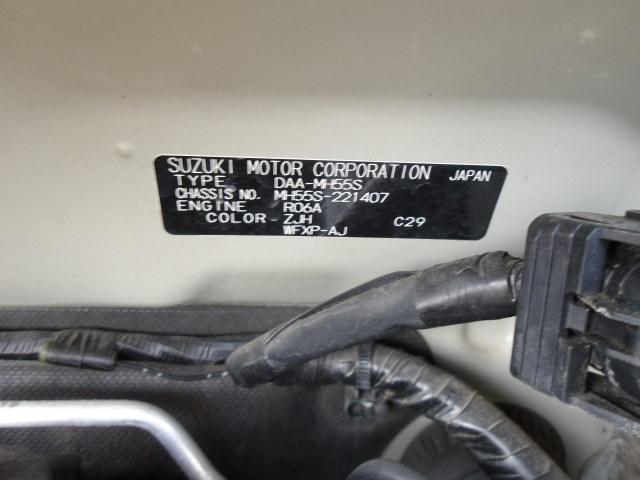 SUZUKI MOTOR CORPORATION JAPAN
TYPE DAA-MH55S
CHASSIS NO. MH55S-221407
ENGINE R06A
COLOR ZJH C29
WFXP-AJ